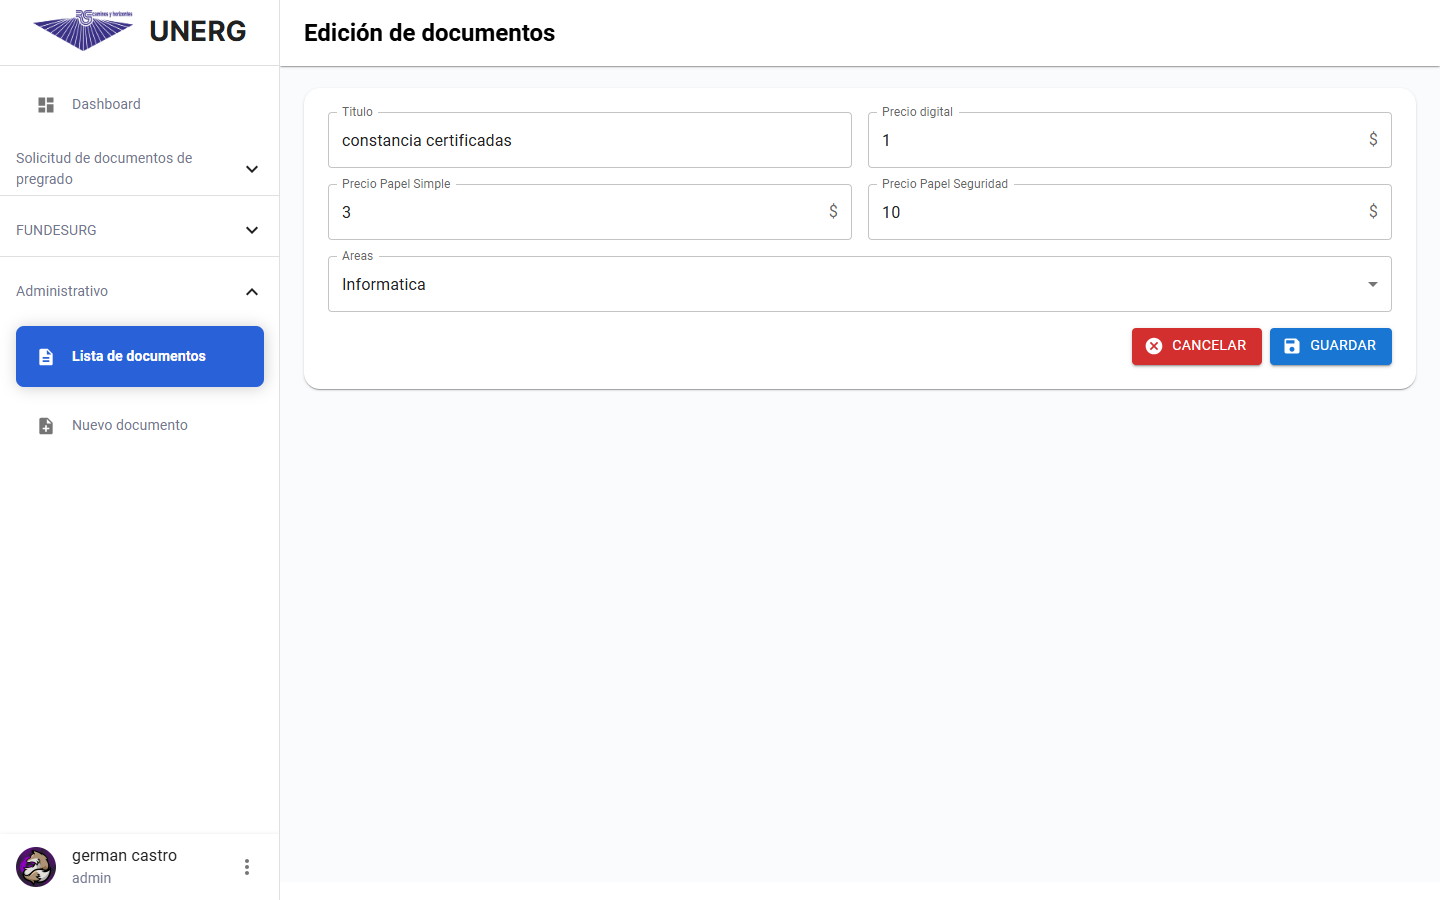 caminos y horizontes
UNERG
Edición de documentos
Dashboard
Solicitud de documentos de
pregrado
FUNDESURG
Administrativo
Lista de documentos
Nuevo documento
Titulo
constancia certificadas
Precio digital
1 $
Precio Papel Simple
3 $
Precio Papel Seguridad
10 $
Areas
Informatica
CANCELAR
GUARDAR
german castro
admin